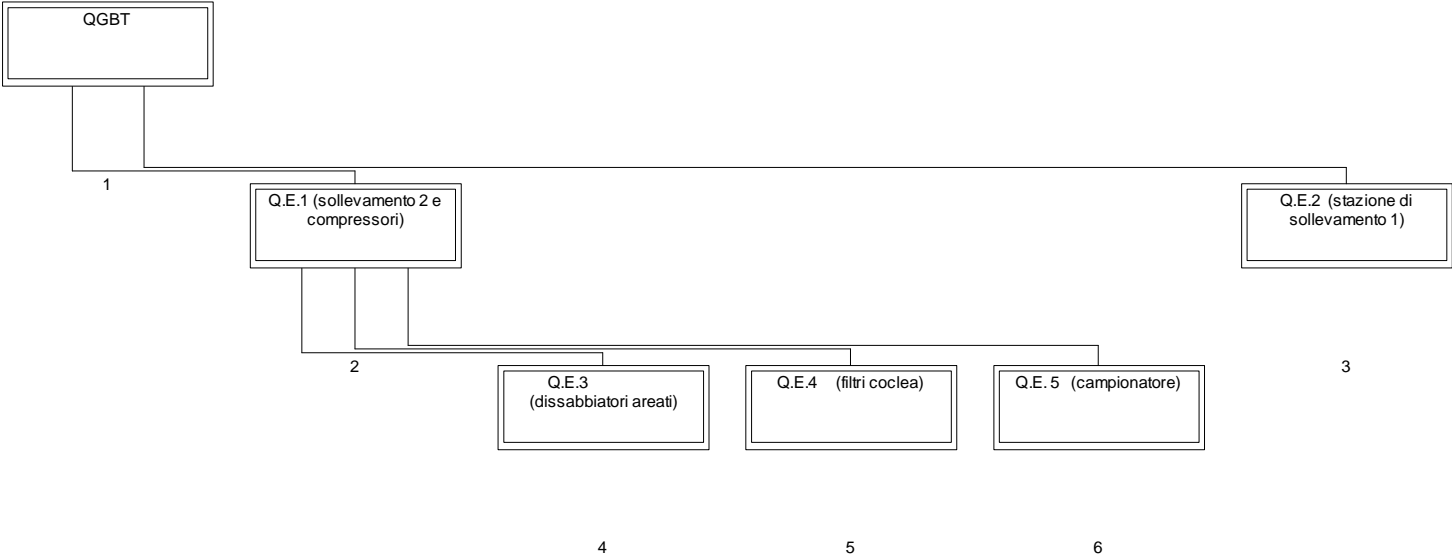 QGBT
1
Q.E.1 (sollevamento 2 e
compressori)
Q.E.2 (stazione di
sollevamento 1)
2
3
Q.E.3
(dissabbiatori areati)
Q.E.4 (filtri coclea)
Q.E. 5 (campionatore)
4
5
6